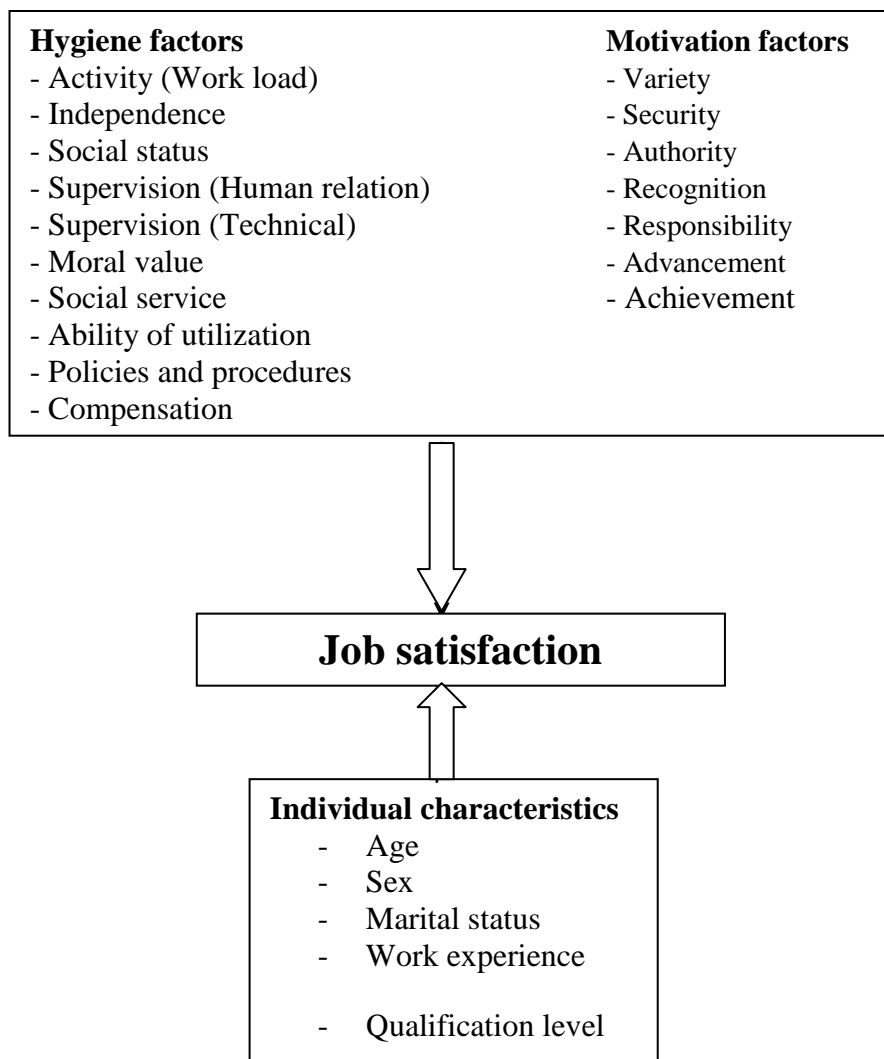 Hygiene factors
- Activity (Work load)
- Independence
- Social status
- Supervision (Human relation)
- Supervision (Technical)
- Moral value
- Social service
- Ability of utilization
- Policies and procedures
- Compensation
Motivation factors
- Variety
- Security
- Authority
- Recognition
- Responsibility
- Advancement
- Achievement
Job satisfaction
Individual characteristics
- Age
- Sex
- Marital status
- Work experience
- Qualification level